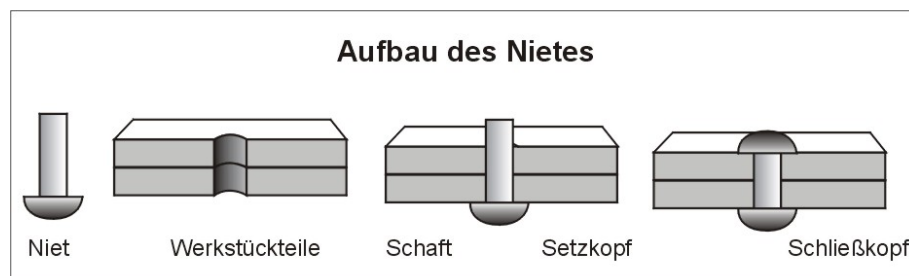 Aufbau des Nietes
Niet Werkstückteile Schaft Setzkopf Schließkopf